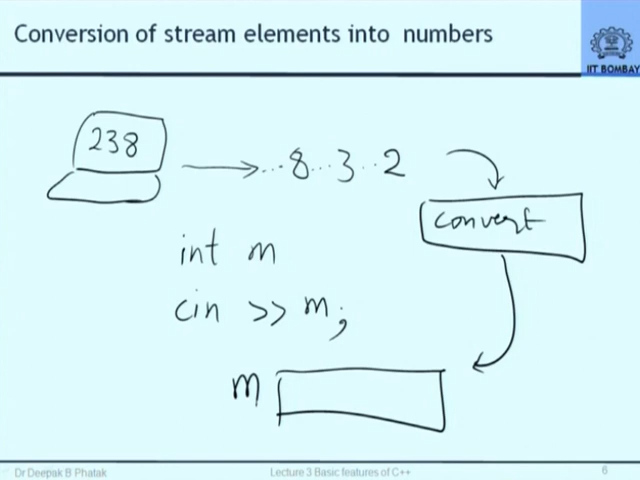 Conversion of stream elements into numbers
IIT BOMBAY
238
...8...3...2
convert
int m
cin >> m;
m
Dr Deepak B Phatak
Lecture 3 Basic features of C++
6